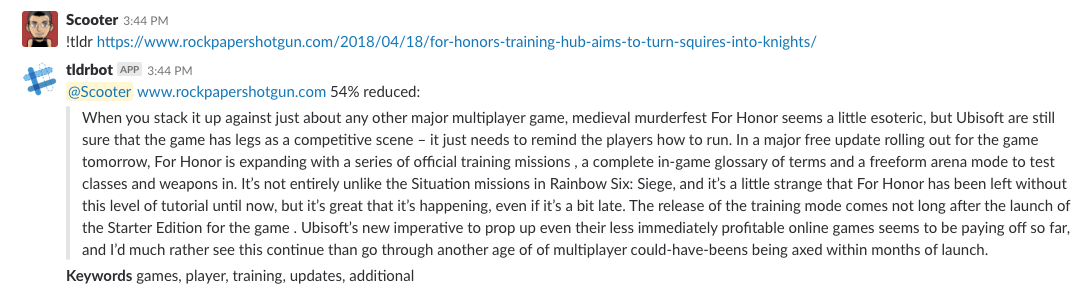 Scooter 3:44 PM
!tldr https://www.rockpapershotgun.com/2018/04/18/for-honors-training-hub-aims-to-turn-squires-into-knights/
tldrbot APP 3:44 PM
@Scooter www.rockpapershotgun.com 54% reduced:
When you stack it up against just about any other major multiplayer game, medieval murderfest For Honor seems a little esoteric, but Ubisoft are still
sure that the game has legs as a competitive scene – it just needs to remind the players how to run. In a major free update rolling out for the game
tomorrow, For Honor is expanding with a series of official training missions , a complete in-game glossary of terms and a freeform arena mode to test
classes and weapons in. It's not entirely unlike the Situation missions in Rainbow Six: Siege, and it's a little strange that For Honor has been left without
this level of tutorial until now, but it's great that it's happening, even if it's a bit late. The release of the training mode comes not long after the launch of
the Starter Edition for the game . Ubisoft's new imperative to prop up even their less immediately profitable online games seems to be paying off so far,
and I'd much rather see this continue than go through another age of of multiplayer could-have-beens being axed within months of launch.
Keywords games, player, training, updates, additional